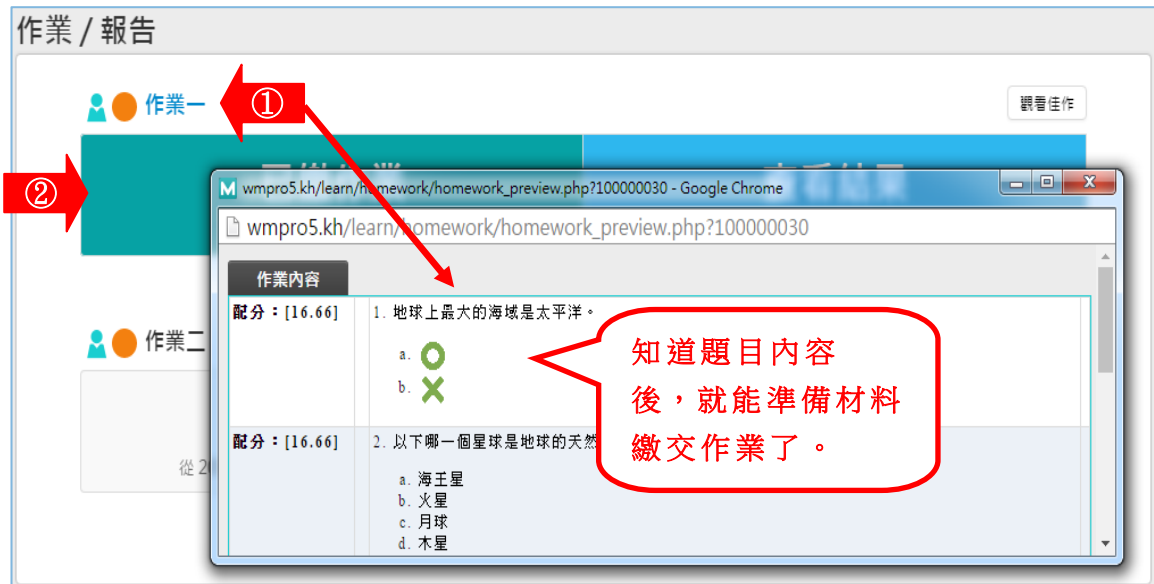 作業 / 報告
作業一
①
觀看佳作
②
wmpro5.kh/learn/homework/homework_preview.php?100000030 - Google Chrome
wmpro5.kh/learn/homework/homework_preview.php?100000030
作業內容
配分：[16.66]
1. 地球上最大的海域是太平洋。
a.
b.
知道題目內容
後，就能準備材料
繳交作業了。
作業二
配分：[16.66]
2. 以下哪一個星球是地球的天然
從 2
a. 海王星
b. 火星
c. 月球
d. 木星